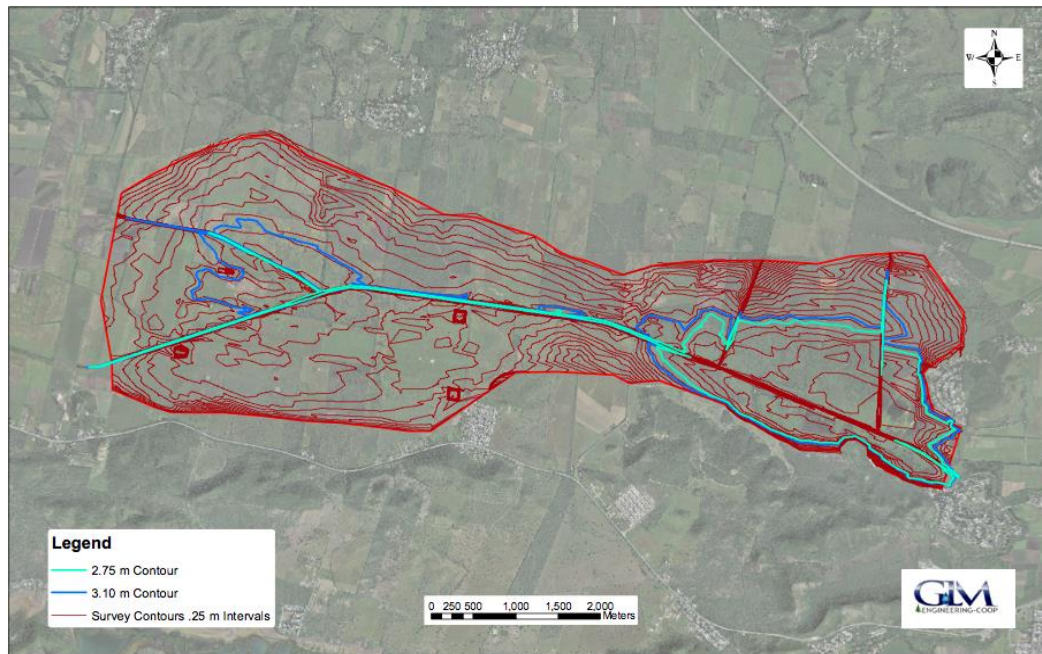 N
W E
S
Legend
2.75 m Contour
3.10 m Contour
Survey Contours .25 m Intervals
0 250 500 1,000 1,500 2,000
Meters
GLM
ENGINEERING-COOP